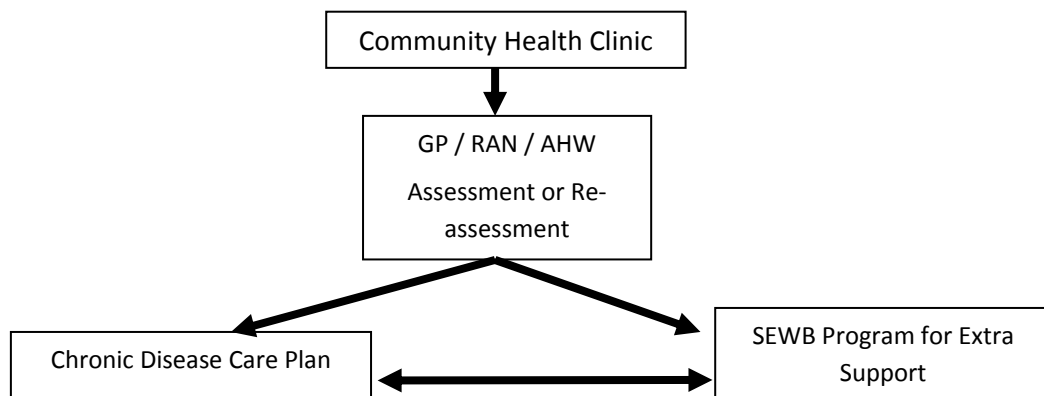 Community Health Clinic
GP / RAN / AHW
Assessment or Re-
assessment
Chronic Disease Care Plan
SEWB Program for Extra
Support